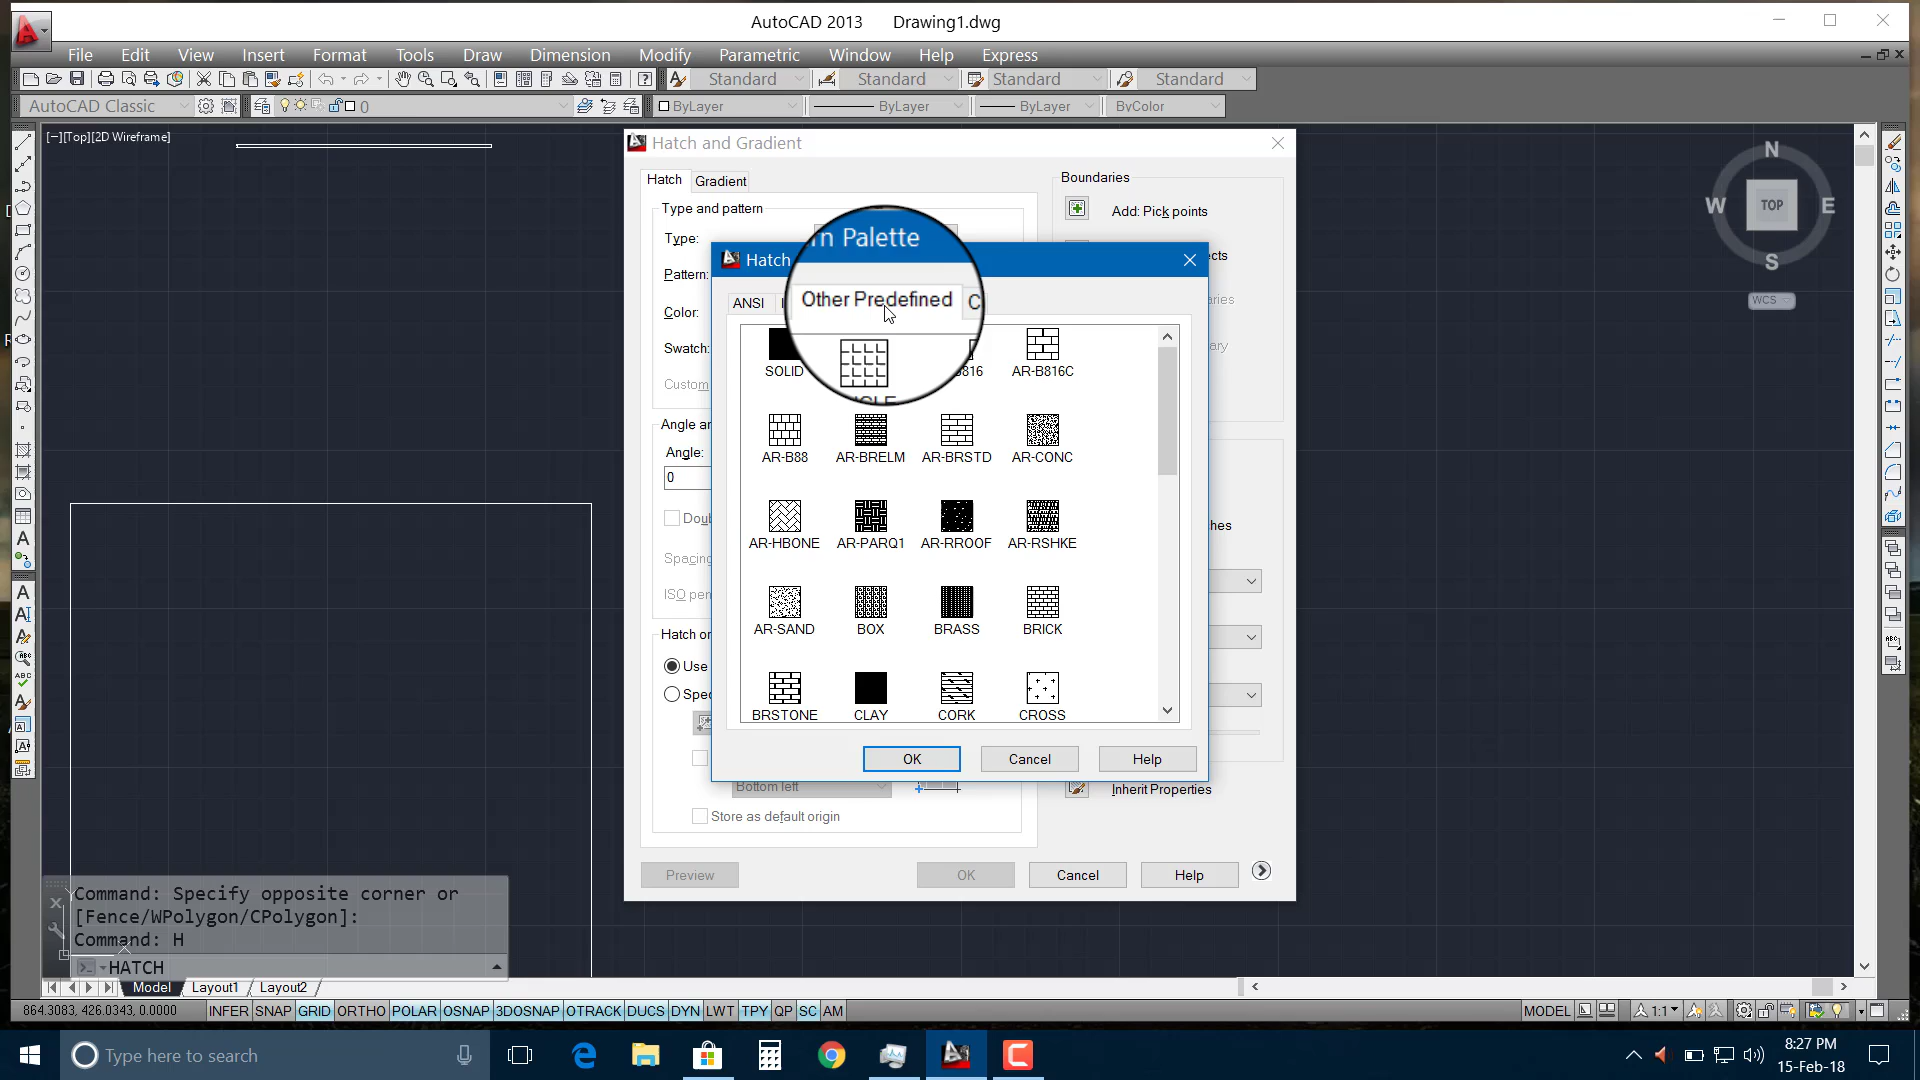 AutoCAD 2013 Drawing1.dwg
File Edit View Insert Format Tools Draw Dimension Modify Parametric Window Help Express
Standard Standard Standard Standard
AutoCAD Classic 0 ByLayer ByLayer ByLayer ByColor
[−][Top][2D Wireframe]
Hatch and Gradient
Hatch Gradient
Type and pattern
Type:
Pattern:
Color:
Swatch:
Custom
Boundaries
Add: Pick points
N
W TOP E
S
WCS
Hatch
Palette
ANSI Other Predefined
SOLID AR-B816C
AR-B88 AR-BRELM AR-BRSTD AR-CONC
AR-HBONE AR-PARQ1 AR-RROOF AR-RSHKE
AR-SAND BOX BRASS BRICK
BRSTONE CLAY CORK CROSS
OK Cancel Help
Angle:
0
Hatch
Use
Bottom left
Store as default origin
Inherit Properties
Preview OK Cancel Help
Command: Specify opposite corner or
[Fence/WPolygon/CPolygon]:
Command: H
HATCH
Model Layout1 Layout2
864.3083, 426.0343, 0.0000 INFER SNAP GRID ORTHO POLAR OSNAP 3DOSNAP OTRACK DUCS DYN LWT TPY QP SC AM MODEL 1:1
Type here to search
8:27 PM
15-Feb-18